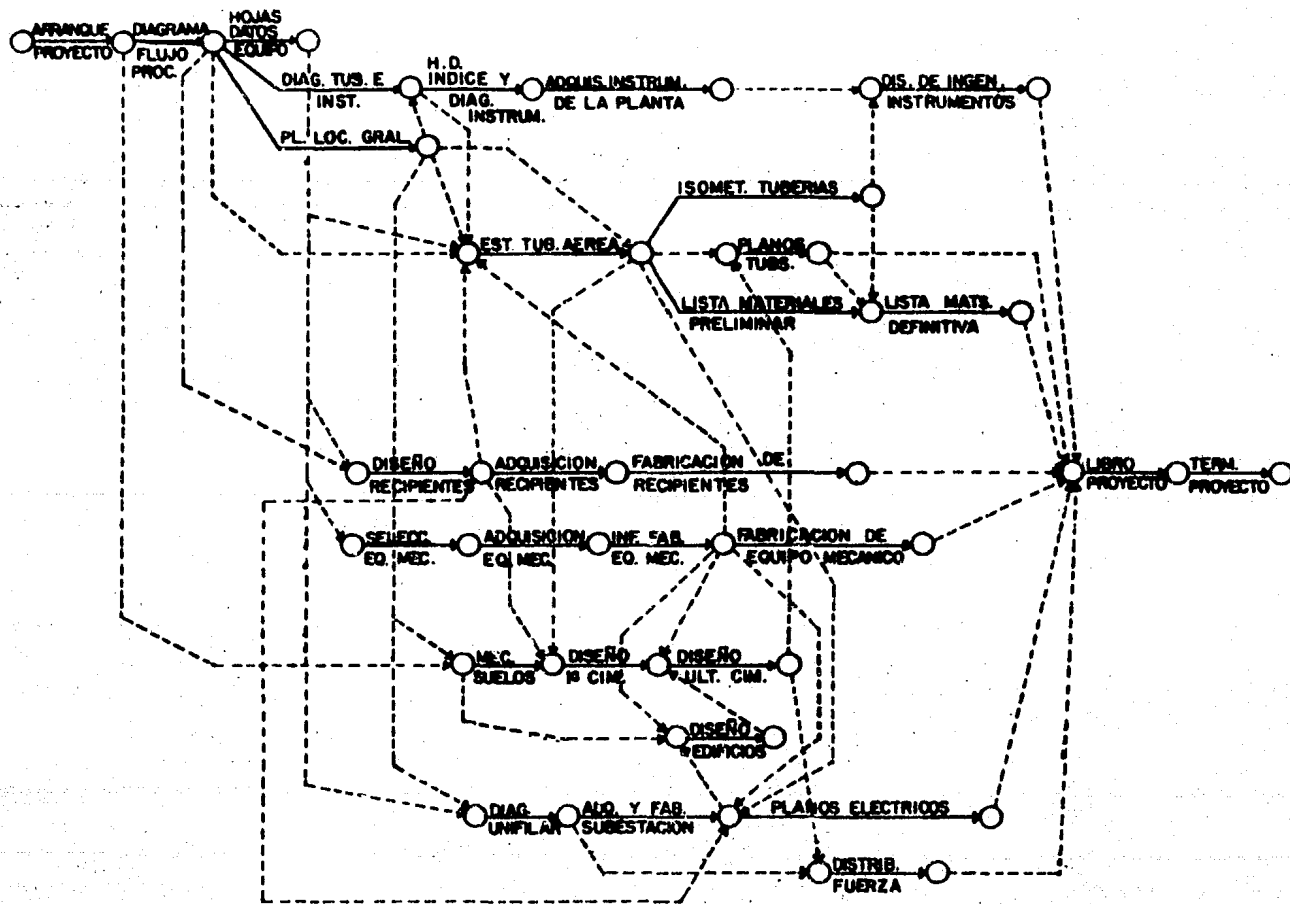 ARRANQUE
PROYECTO
DIAGRAMA
FLUJO
PROC.
HOJAS
DATOS
EQUIPO
DIAG. TUB. E
INST.
H.D.
INDICE Y
DIAG.
INSTRUM.
ADQUIS. INSTRUM.
DE LA PLANTA
DIS. DE INGEN.
INSTRUMENTOS
PL. LOC. GRAL.
ISOMET. TUBERIAS
EST. TUB. AEREA
PLANOS
TUBS.
LISTA MATERIALES
PRELIMINAR
LISTA MATS.
DEFINITIVA
DISEÑO
RECIPIENTES
ADQUISICION
RECIPIENTES
FABRICACION DE
RECIPIENTES
LIBRO
PROYECTO
TERM.
PROYECTO
SELECC.
EQ. MEC.
ADQUISICION
EQ. MEC.
INF. FAB.
EQ. MEC.
FABRICACION DE
EQUIPO MECANICO
MEC.
SUELOS
DISEÑO
1º CIM.
DISEÑO
ULT. CIM.
DISEÑO
EDIFICIOS
DIAG.
UNIFILAR
ADQ. Y FAB.
SUBESTACION
PLANOS ELECTRICOS
DISTRIB.
FUERZA